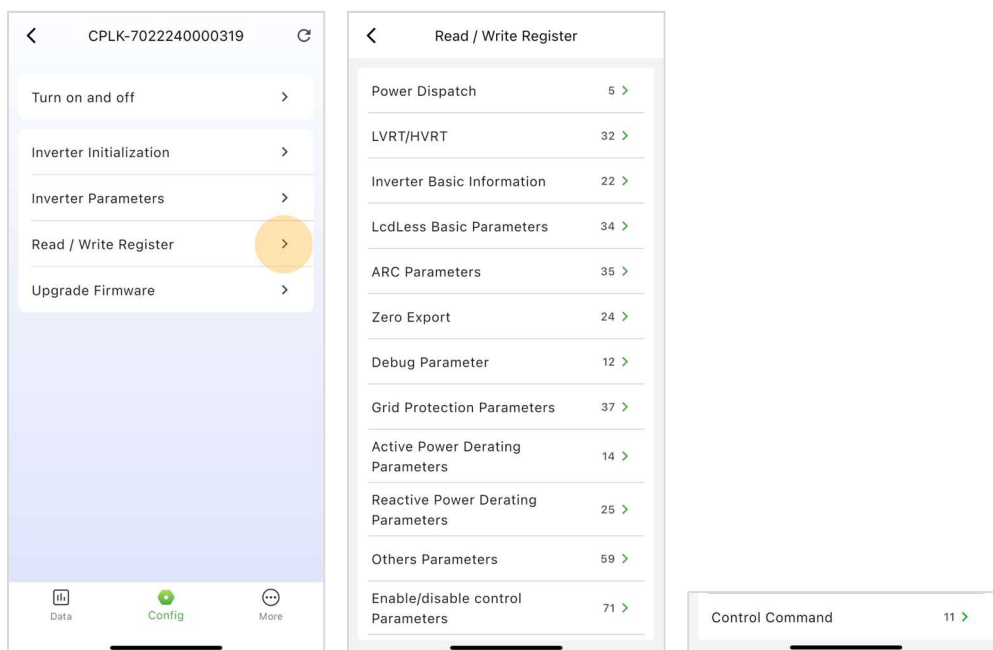 CPLK-7022240000319
Turn on and off
Inverter Initialization
Inverter Parameters
Read / Write Register
Upgrade Firmware
Data
Config
More
Read / Write Register
Power Dispatch 5
LVRT/HVRT 32
Inverter Basic Information 22
LcdLess Basic Parameters 34
ARC Parameters 35
Zero Export 24
Debug Parameter 12
Grid Protection Parameters 37
Active Power Derating
Parameters 14
Reactive Power Derating
Parameters 25
Others Parameters 59
Enable/disable control
Parameters 71
Control Command 11